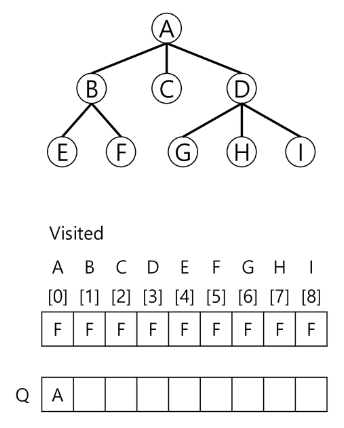 A
B C D
E F G H I
Visited
A B C D E F G H I
[0] [1] [2] [3] [4] [5] [6] [7] [8]
F F F F F F F F F
Q A